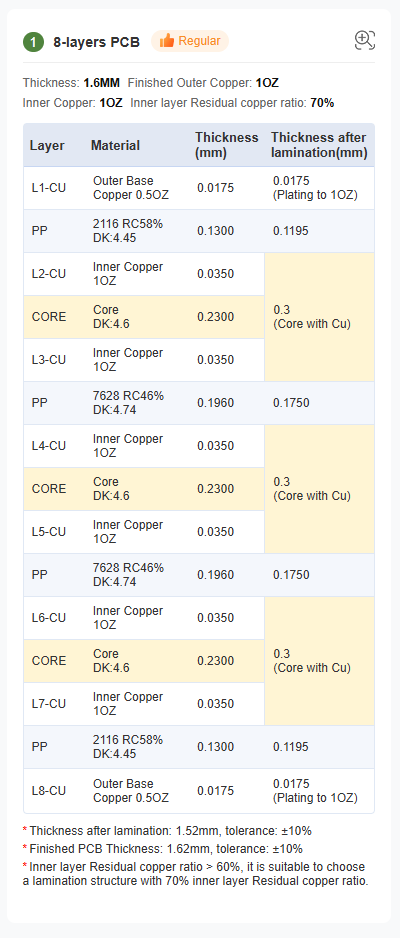 1 8-layers PCB Regular
Thickness: 1.6MM Finished Outer Copper: 1OZ
Inner Copper: 1OZ Inner layer Residual copper ratio: 70%
Layer Material Thickness (mm) Thickness after lamination(mm)
L1-CU Outer Base Copper 0.5OZ 0.0175 0.0175 (Plating to 1OZ)
PP 2116 RC58% DK:4.45 0.1300 0.1195
L2-CU Inner Copper 1OZ 0.0350
CORE Core DK:4.6 0.2300 0.3 (Core with Cu)
L3-CU Inner Copper 1OZ 0.0350
PP 7628 RC46% DK:4.74 0.1960 0.1750
L4-CU Inner Copper 1OZ 0.0350
CORE Core DK:4.6 0.2300 0.3 (Core with Cu)
L5-CU Inner Copper 1OZ 0.0350
PP 7628 RC46% DK:4.74 0.1960 0.1750
L6-CU Inner Copper 1OZ 0.0350
CORE Core DK:4.6 0.2300 0.3 (Core with Cu)
L7-CU Inner Copper 1OZ 0.0350
PP 2116 RC58% DK:4.45 0.1300 0.1195
L8-CU Outer Base Copper 0.5OZ 0.0175 0.0175 (Plating to 1OZ)
* Thickness after lamination: 1.52mm, tolerance: ±10%
* Finished PCB Thickness: 1.62mm, tolerance: ±10%
* Inner layer Residual copper ratio > 60%, it is suitable to choose
a lamination structure with 70% inner layer Residual copper ratio.